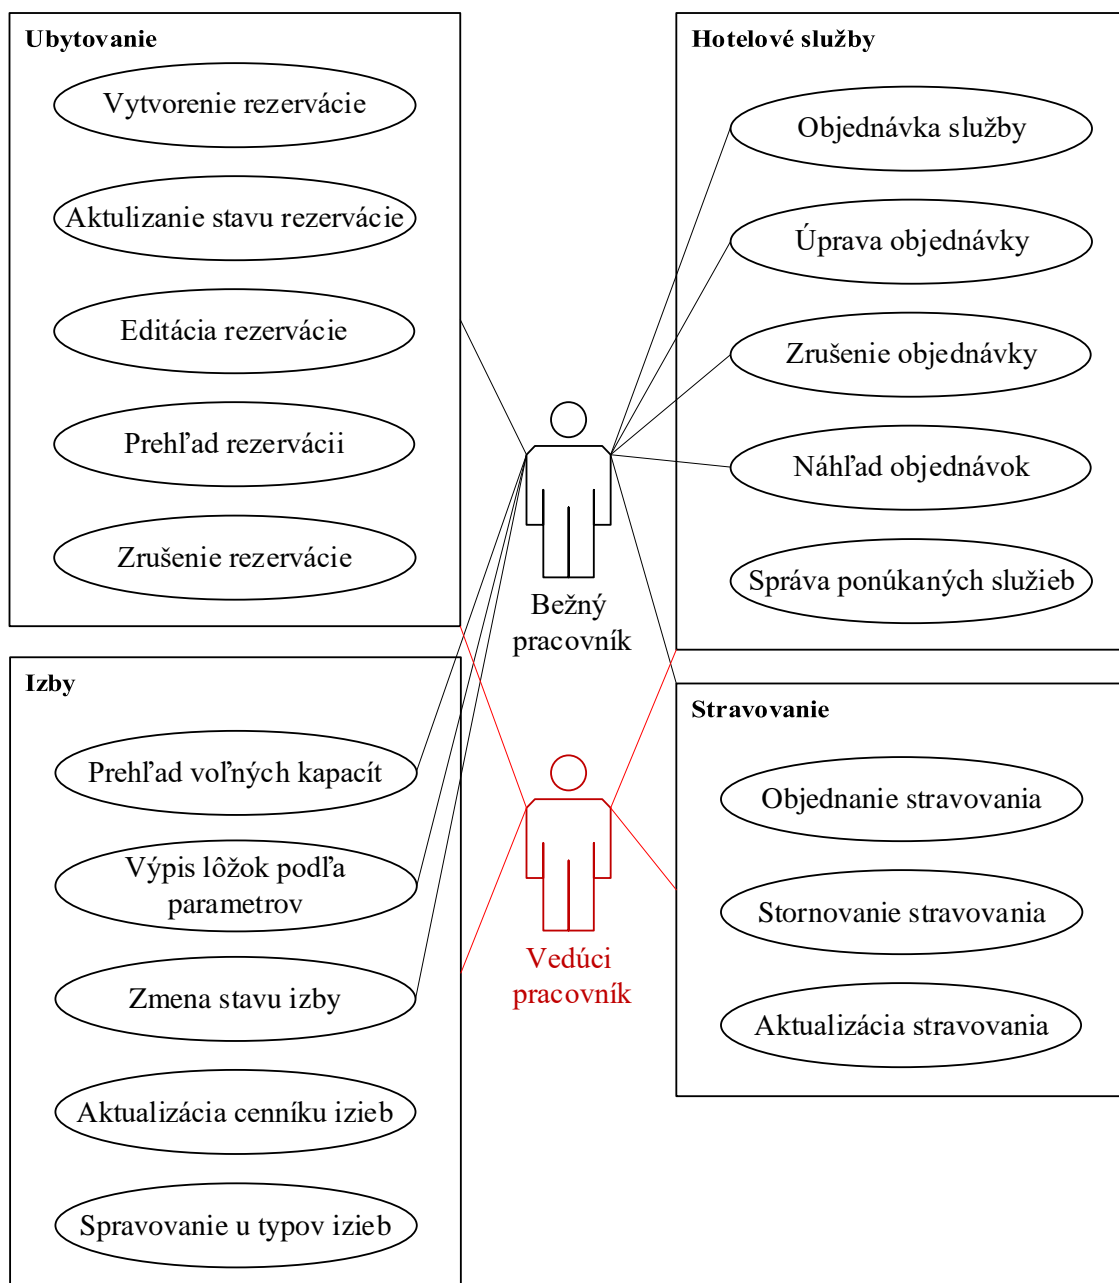 Ubytovanie
Vytvorenie rezervácie
Aktulizanie stavu rezervácie
Editácia rezervácie
Prehľad rezervácii
Zrušenie rezervácie
Hotelové služby
Objednávka služby
Úprava objednávky
Zrušenie objednávky
Náhľad objednávok
Správa ponúkaných služieb
Bežný
pracovník
Izby
Prehľad voľných kapacít
Výpis lôžok podľa
parametrov
Zmena stavu izby
Aktualizácia cenníku izieb
Spravovanie u typov izieb
Vedúci
pracovník
Stravovanie
Objednanie stravovania
Stornovanie stravovania
Aktualizácia stravovania